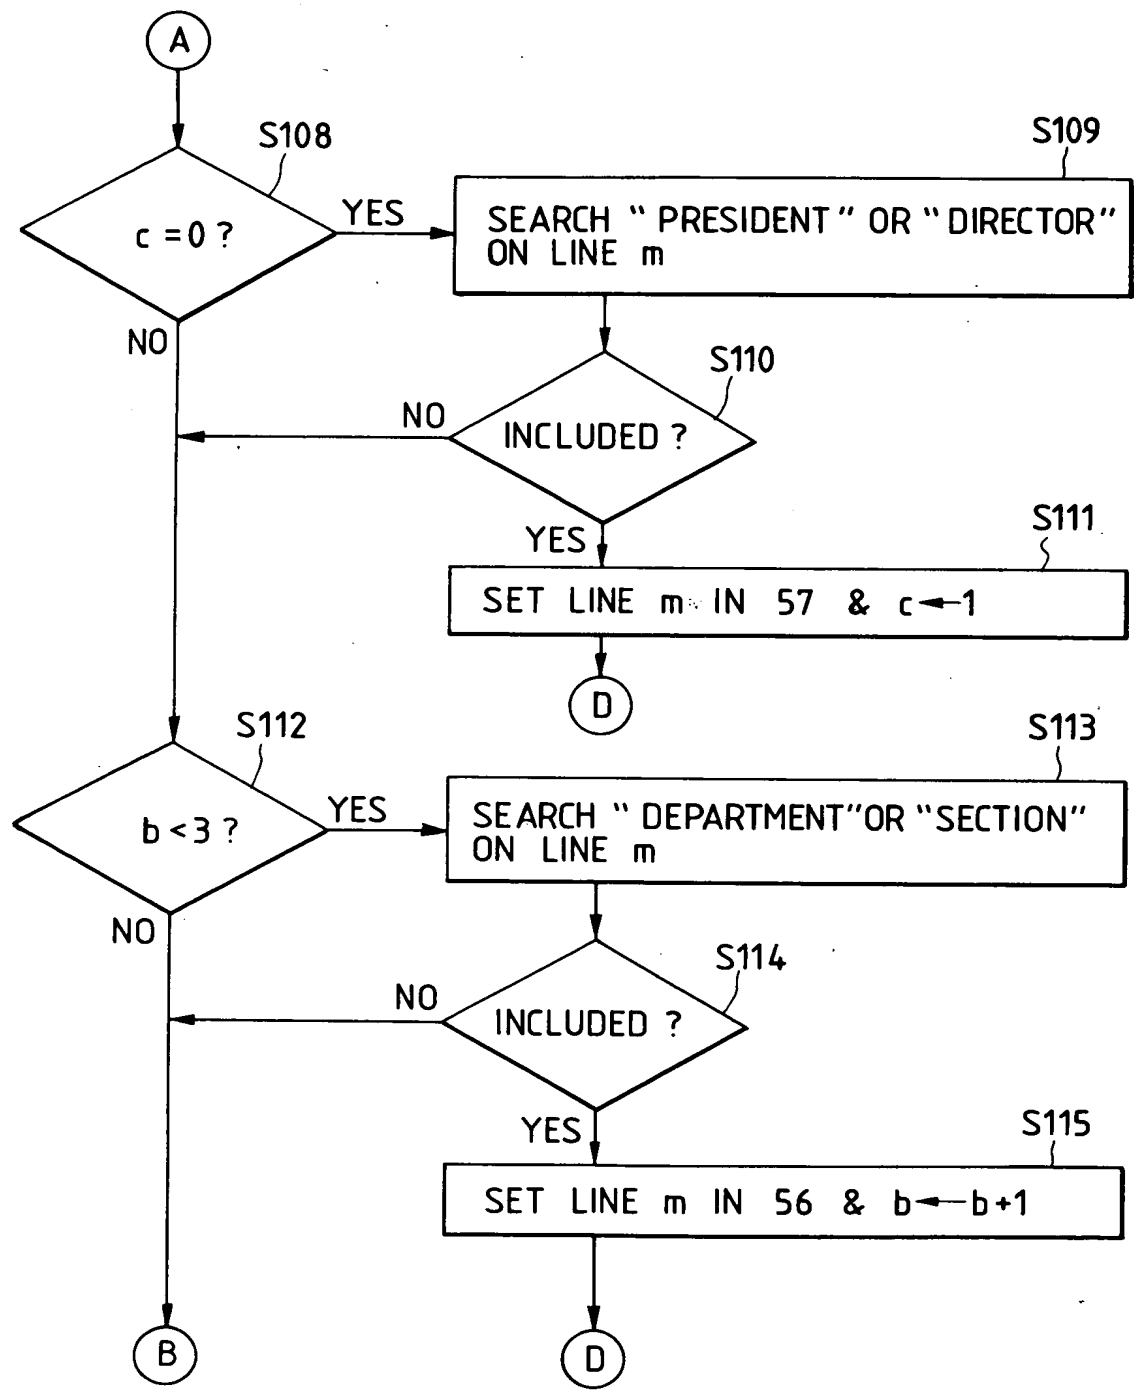 A
S108
c = 0 ?
YES
S109
SEARCH " PRESIDENT " OR " DIRECTOR "
ON LINE m
NO
S110
NO
INCLUDED ?
YES
S111
SET LINE m IN 57 & c ← 1
D
S112
b < 3 ?
YES
S113
SEARCH " DEPARTMENT" OR "SECTION"
ON LINE m
NO
S114
NO
INCLUDED ?
YES
S115
SET LINE m IN 56 & b ← b + 1
B
D